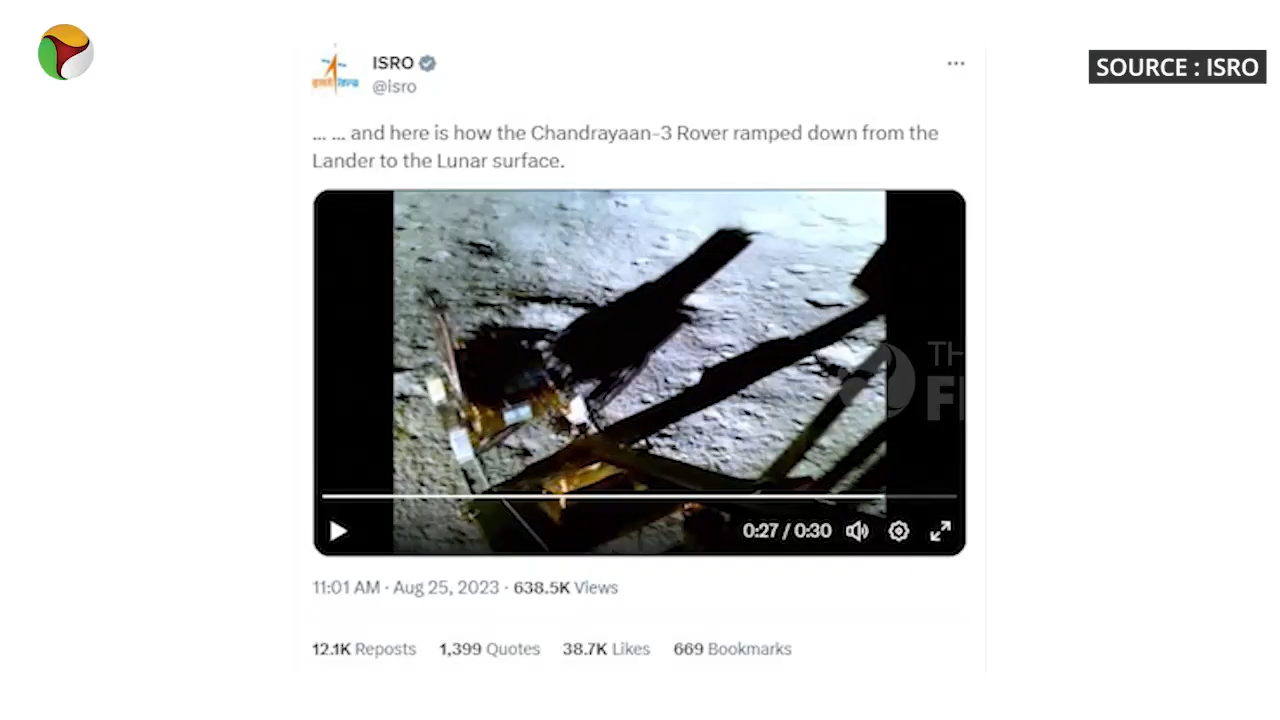 SOURCE : ISRO
ISRO
@isro
... ... and here is how the Chandrayaan-3 Rover ramped down from the
Lander to the Lunar surface.
0:27 / 0:30
11:01 AM · Aug 25, 2023 · 638.5K Views
12.1K Reposts 1,399 Quotes 38.7K Likes 669 Bookmarks